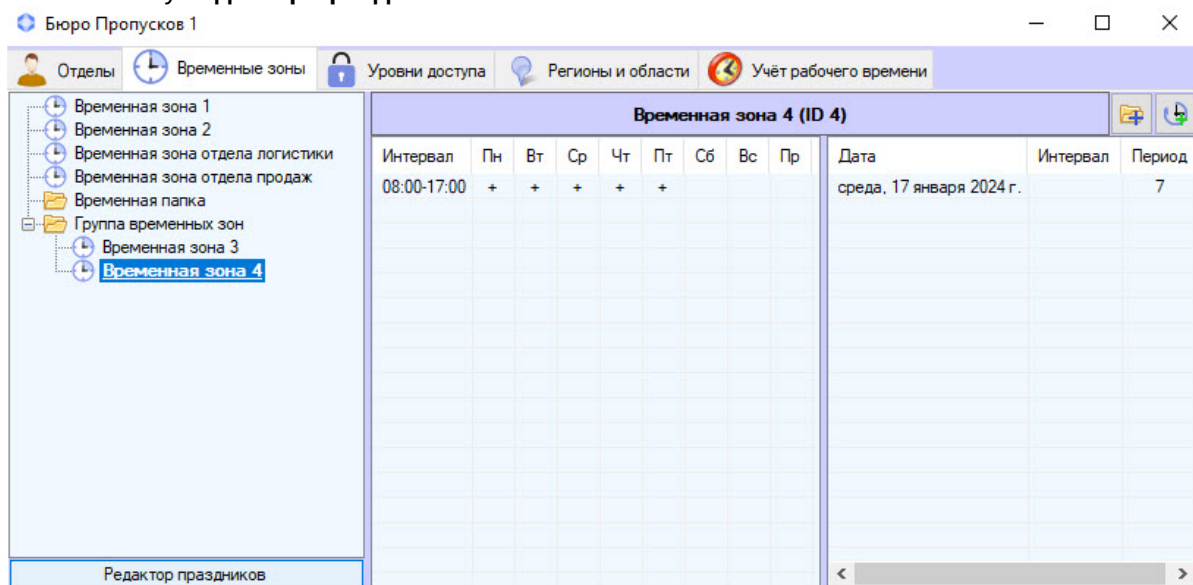 Бюро Пропусков 1
Отделы Временные зоны Уровни доступа Регионы и области Учёт рабочего времени
Временная зона 1
Временная зона 2
Временная зона отдела логистики
Временная зона отдела продаж
Временная папка
Группа временных зон
Временная зона 3
Временная зона 4
Редактор праздников
Временная зона 4 (ID 4)
Интервал Пн Вт Ср Чт Пт Сб Вс Пр
08:00-17:00 + + + + +
Дата Интервал Период
среда, 17 января 2024 г. 7